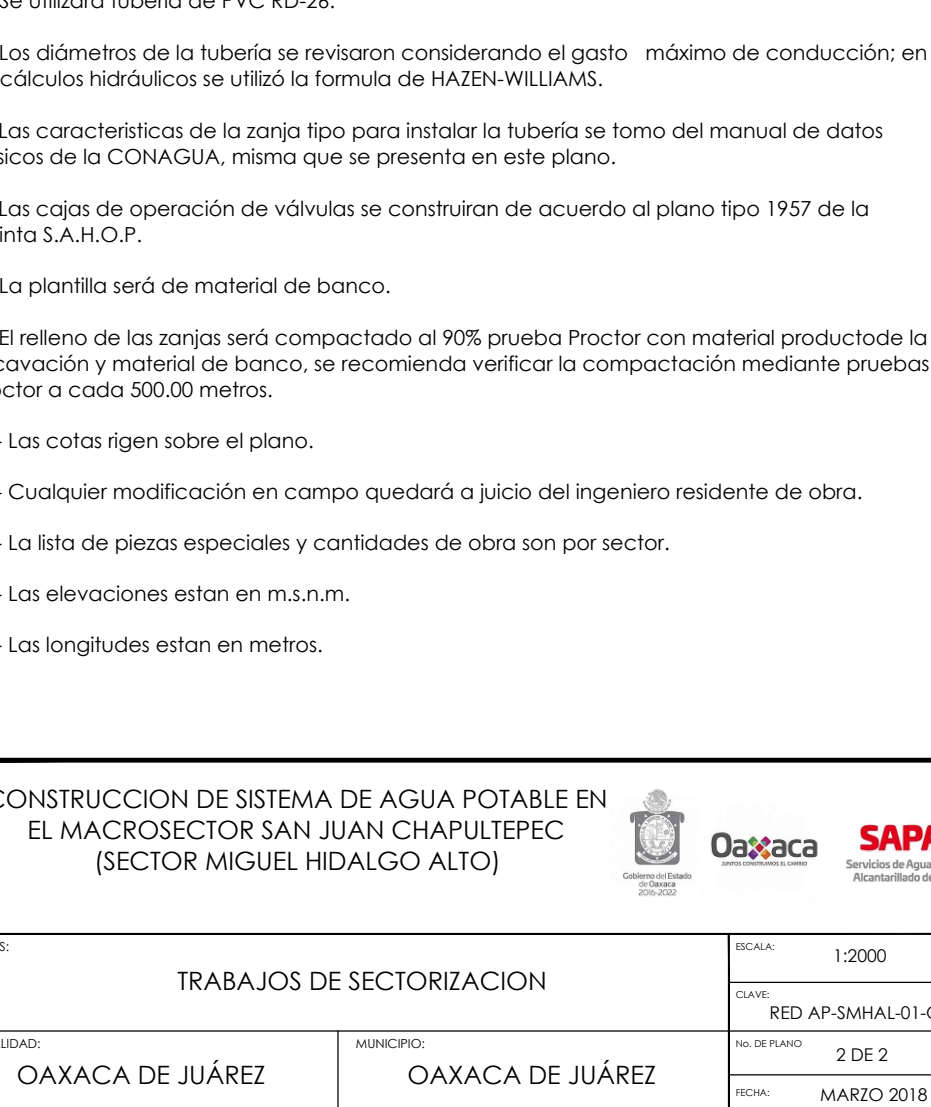 Se utilizará tubería de PVC RD-26.
Los diámetros de la tubería se revisaron considerando el gasto máximo de conducción; en
cálculos hidráulicos se utilizó la formula de HAZEN-WILLIAMS.
Las caracteristicas de la zanja tipo para instalar la tubería se tomo del manual de datos
sicos de la CONAGUA, misma que se presenta en este plano.
Las cajas de operación de válvulas se construiran de acuerdo al plano tipo 1957 de la
inta S.A.H.O.P.
La plantilla será de material de banco.
El relleno de las zanjas será compactado al 90% prueba Proctor con material productode la
cavación y material de banco, se recomienda verificar la compactación mediante pruebas
octor a cada 500.00 metros.
- Las cotas rigen sobre el plano.
- Cualquier modificación en campo quedará a juicio del ingeniero residente de obra.
- La lista de piezas especiales y cantidades de obra son por sector.
- Las elevaciones estan en m.s.n.m.
- Las longitudes estan en metros.
CONSTRUCCION DE SISTEMA DE AGUA POTABLE EN
EL MACROSECTOR SAN JUAN CHAPULTEPEC
(SECTOR MIGUEL HIDALGO ALTO)
Gobierno del Estado
de Oaxaca
2016-2022
Oaxaca
JUNTOS CONSTRUIMOS EL CAMBIO
SAPA
Servicios de Agua
Alcantarillado de
S:
TRABAJOS DE SECTORIZACION
ESCALA:
1:2000
CLAVE:
RED AP-SMHAL-01-
LIDAD:
OAXACA DE JUÁREZ
MUNICIPIO:
OAXACA DE JUÁREZ
No. DE PLANO
2 DE 2
FECHA:
MARZO 2018